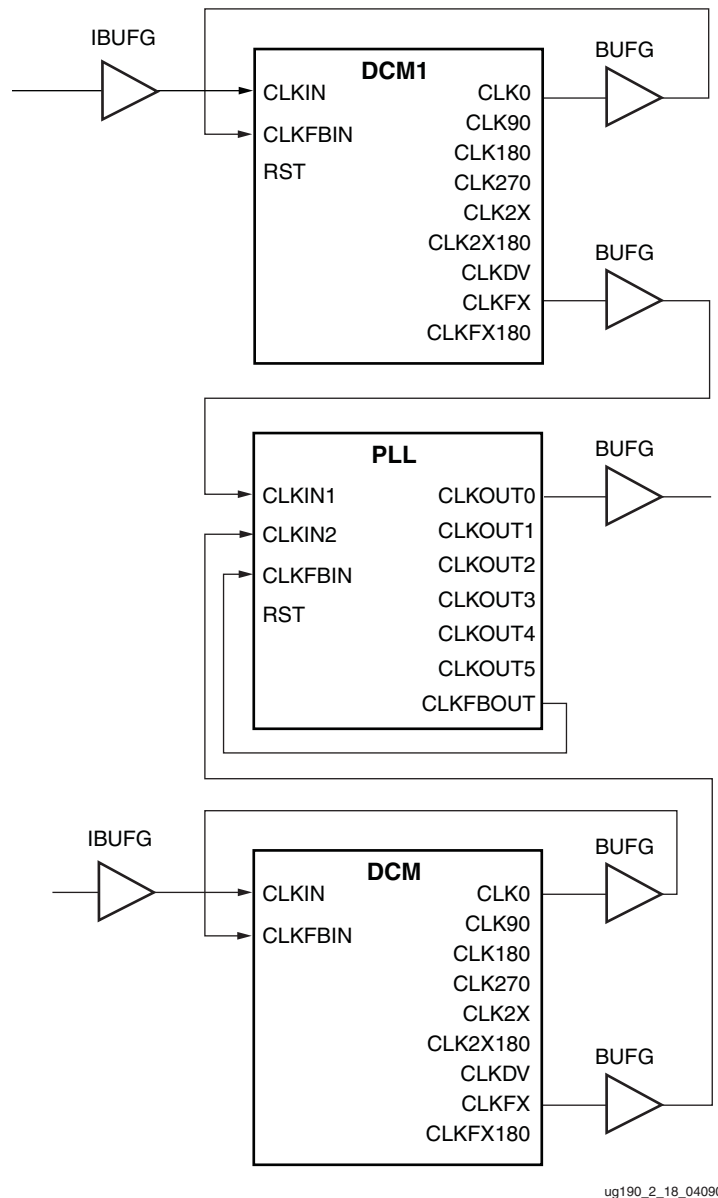 IBUFG
DCM1
BUFG
CLKIN
CLK0
CLK90
CLKFBIN
CLK180
RST
CLK270
CLK2X
CLK2X180
BUFG
CLKDV
CLKFX
CLKFX180
PLL
BUFG
CLKIN1
CLKOUT0
CLKIN2
CLKOUT1
CLKOUT2
CLKFBIN
CLKOUT3
RST
CLKOUT4
CLKOUT5
CLKFBOUT
IBUFG
DCM
BUFG
CLKIN
CLK0
CLK90
CLKFBIN
CLK180
CLK270
CLK2X
CLK2X180
BUFG
CLKDV
CLKFX
CLKFX180
ug190_2_18_04090